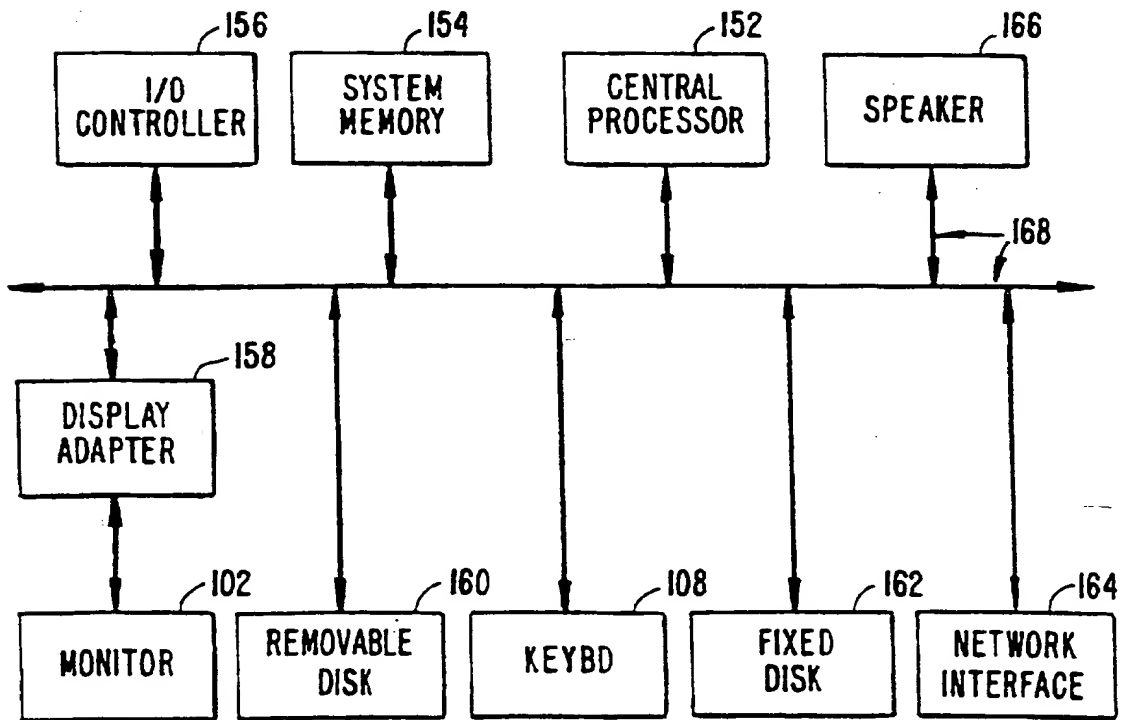 156
154
152
166
I/O
CONTROLLER
SYSTEM
MEMORY
CENTRAL
PROCESSOR
SPEAKER
168
158
DISPLAY
ADAPTER
102
160
108
162
164
MONITOR
REMOVABLE
DISK
KEYBD
FIXED
DISK
NETWORK
INTERFACE